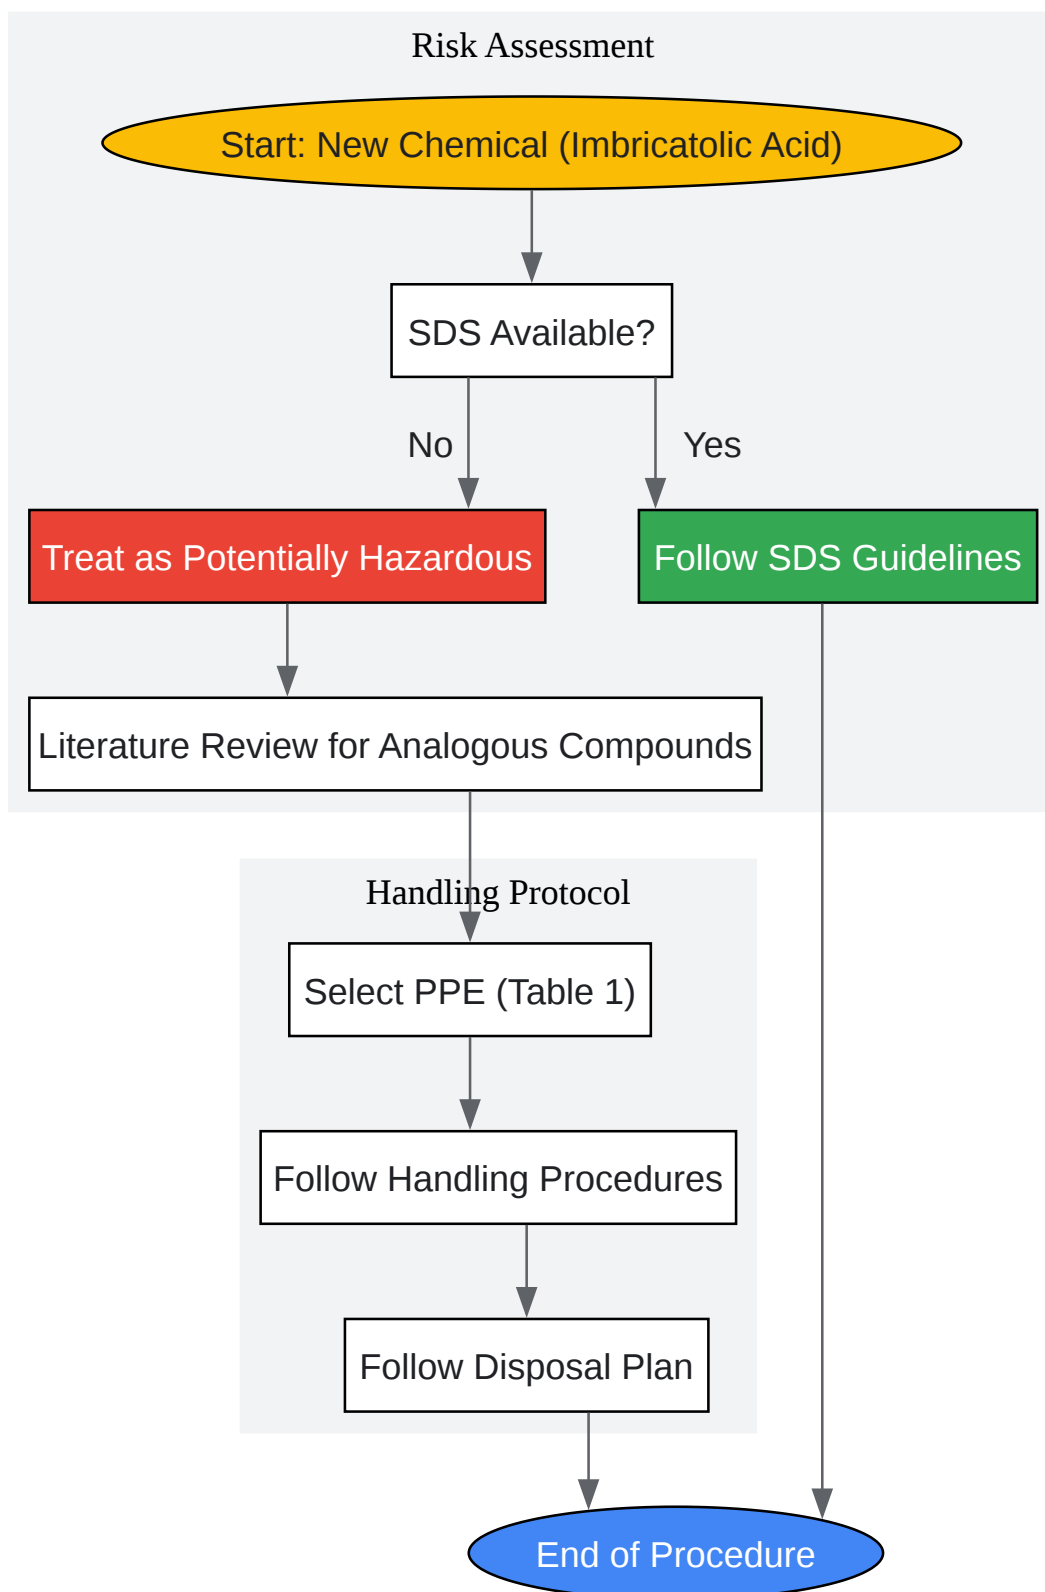 Risk Assessment
Start: New Chemical (Imbricatolic Acid)
SDS Available?
No
Yes
Treat as Potentially Hazardous
Follow SDS Guidelines
Literature Review for Analogous Compounds
Handling Protocol
Select PPE (Table 1)
Follow Handling Procedures
Follow Disposal Plan
End of Procedure